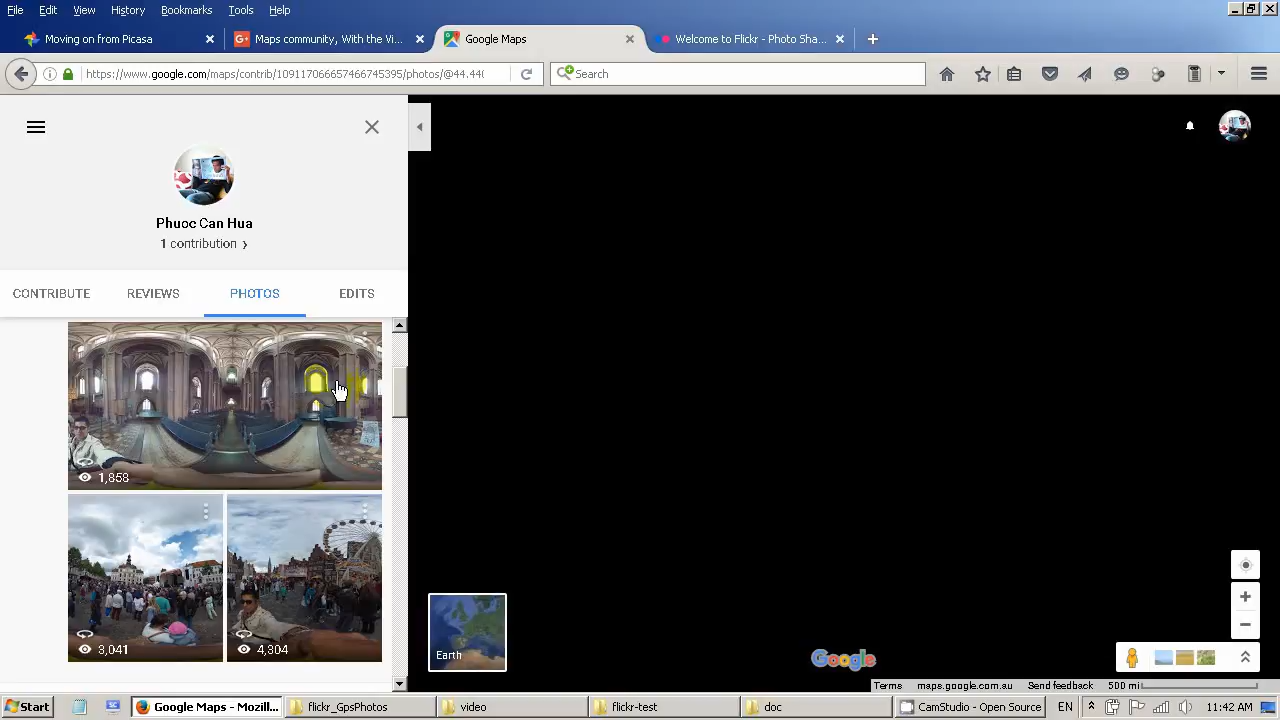 File Edit View History Bookmarks Tools Help
Moving on from Picasa
Maps community, With the Vi...
Google Maps
Welcome to Flickr - Photo Sha...
https://www.google.com/maps/contrib/109117066657466745395/photos/@44.440
Search
Phuoc Can Hua
1 contribution
CONTRIBUTE REVIEWS PHOTOS EDITS
1,858
3,041
4,304
Earth
Google
Terms maps.google.com.au Send feedback 500 mi
Start
Google Maps - Mozill...
flickr_GpsPhotos
video
flickr-test
doc
CamStudio - Open Source
EN
11:42 AM